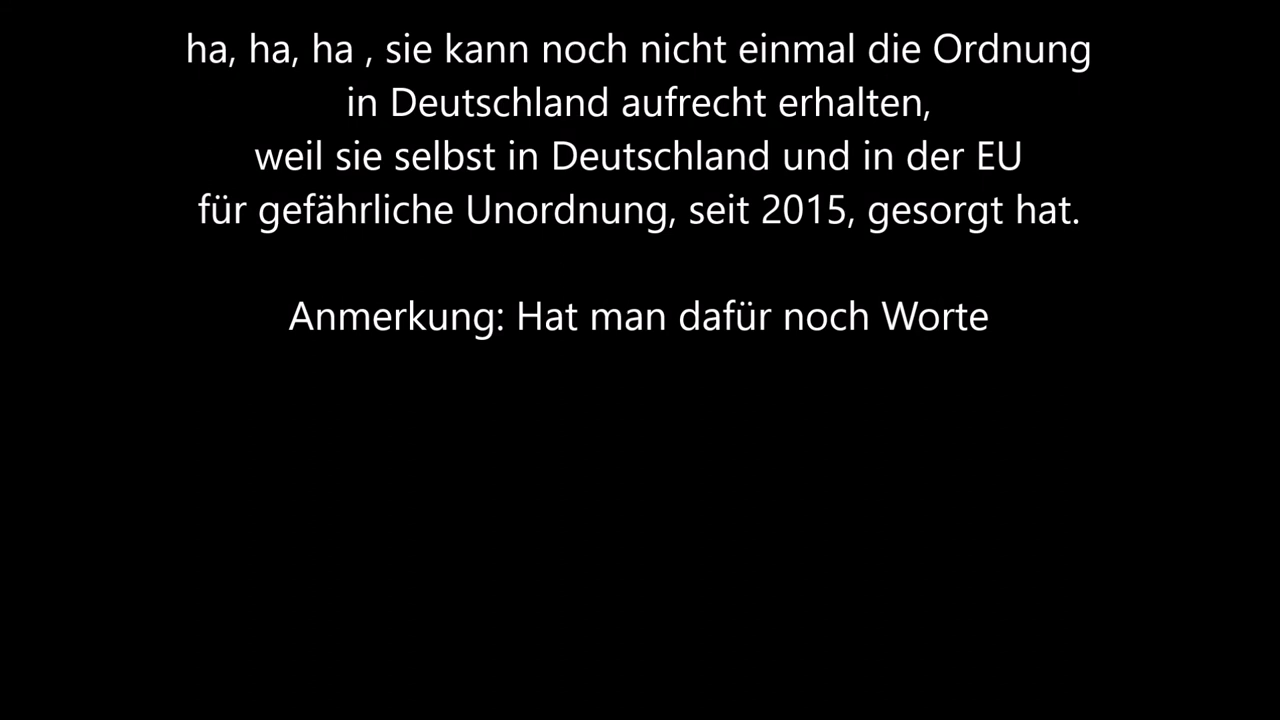 ha, ha, ha , sie kann noch nicht einmal die Ordnung
in Deutschland aufrecht erhalten,
weil sie selbst in Deutschland und in der EU
für gefährliche Unordnung, seit 2015, gesorgt hat.
Anmerkung: Hat man dafür noch Worte